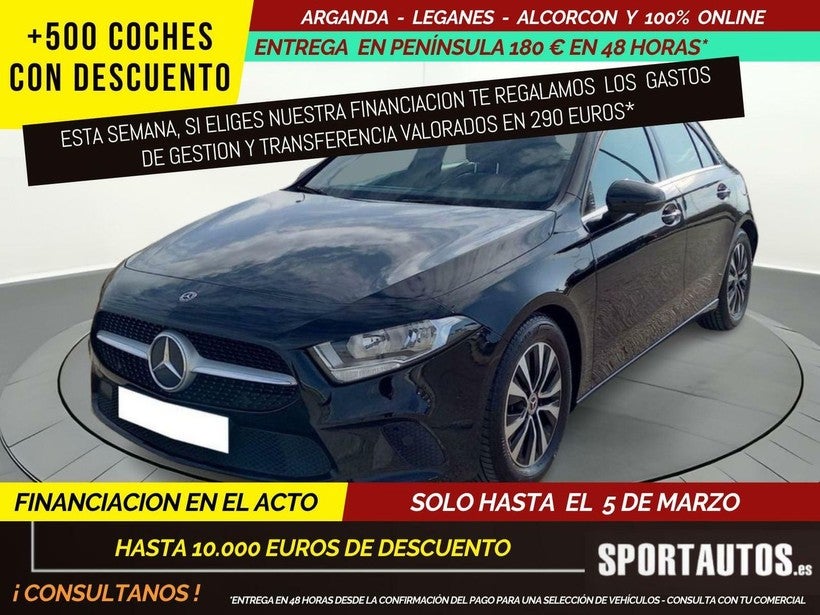 +500 COCHES
CON DESCUENTO
ARGANDA - LEGANES - ALCORCON Y 100% ONLINE
ENTREGA EN PENÍNSULA 180 € EN 48 HORAS*
ESTA SEMANA, SI ELIGES NUESTRA FINANCIACION TE REGALAMOS LOS GASTOS
DE GESTION Y TRANSFERENCIA VALORADOS EN 290 EUROS*
FINANCIACION EN EL ACTO
SOLO HASTA EL 5 DE MARZO
HASTA 10.000 EUROS DE DESCUENTO
SPORTAUTOS.es
¡ CONSULTANOS !
*ENTREGA EN 48 HORAS DESDE LA CONFIRMACIÓN DEL PAGO PARA UNA SELECCIÓN DE VEHÍCULOS - CONSULTA CON TU COMERCIAL